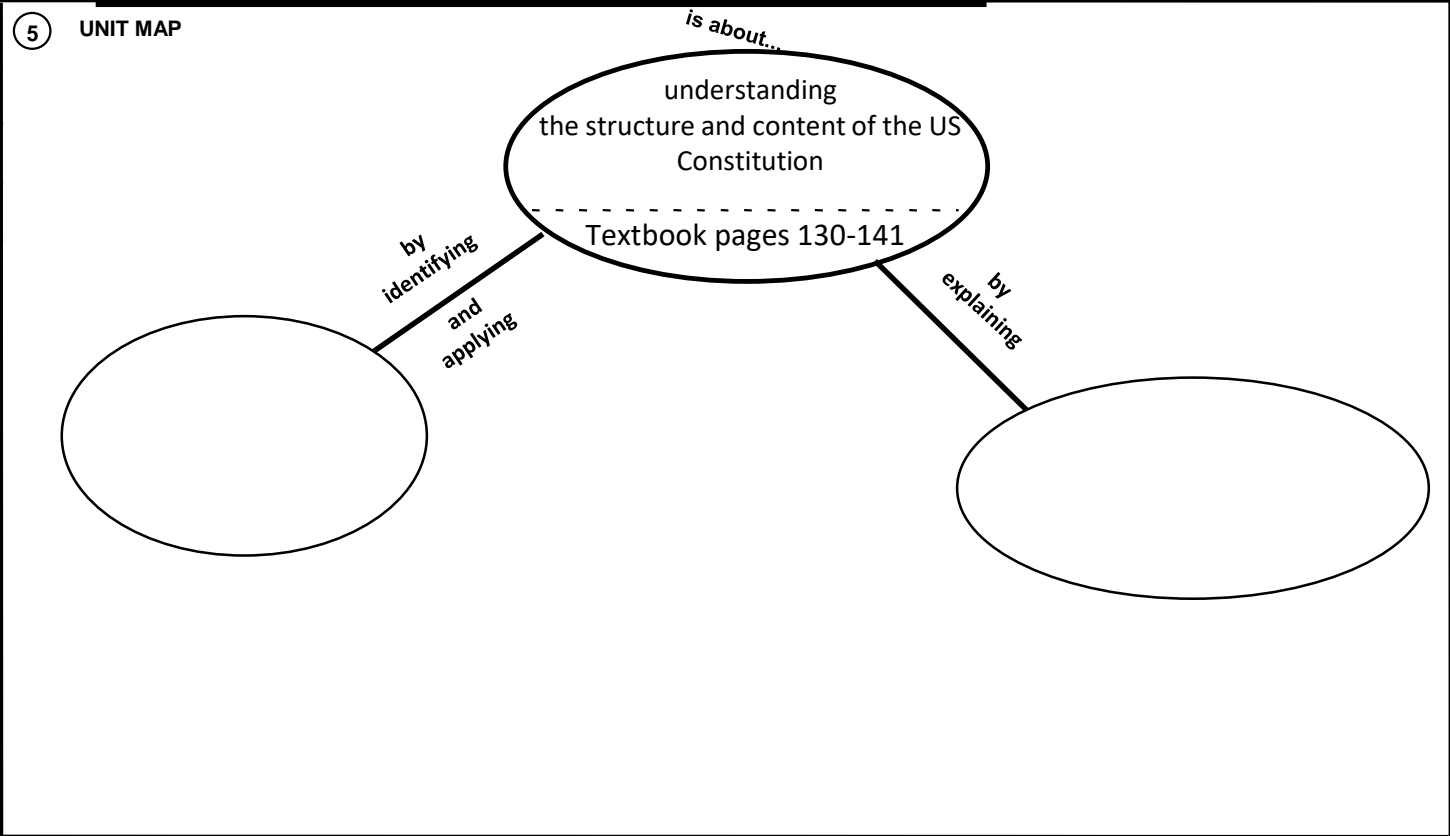 5 UNIT MAP
is about...
understanding
the structure and content of the US
Constitution
Textbook pages 130-141
by
identifying
and
applying
by
explaining